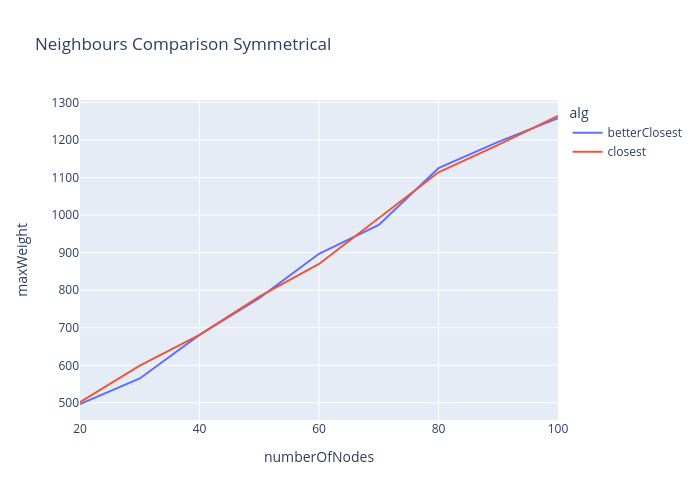 Neighbours Comparison Symmetrical
alg
betterClosest
closest
maxWeight
1300
1200
1100
1000
900
800
700
600
500
20 40 60 80 100
numberOfNodes